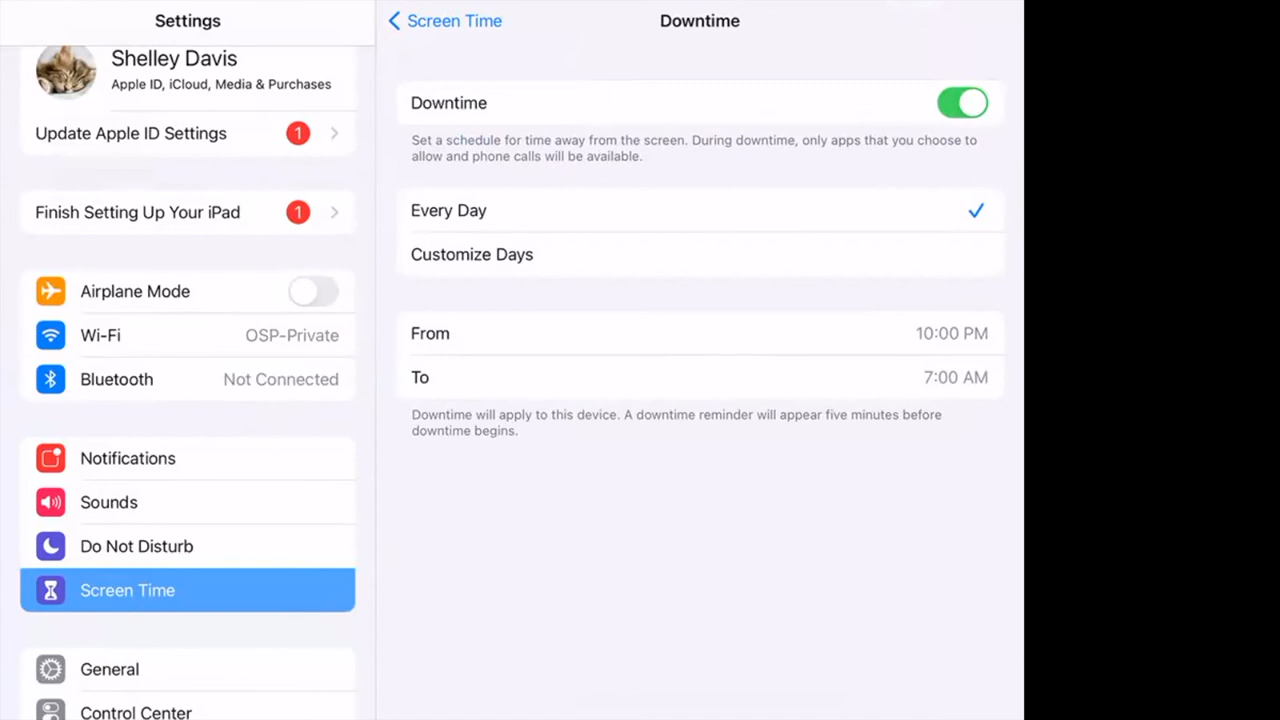 Settings
Shelley Davis
Apple ID, iCloud, Media & Purchases
Update Apple ID Settings 1
Finish Setting Up Your iPad 1
Airplane Mode
Wi-Fi OSP-Private
Bluetooth Not Connected
Notifications
Sounds
Do Not Disturb
Screen Time
General
Control Center
Screen Time Downtime
Downtime
Set a schedule for time away from the screen. During downtime, only apps that you choose to
allow and phone calls will be available.
Every Day
Customize Days
From 10:00 PM
To 7:00 AM
Downtime will apply to this device. A downtime reminder will appear five minutes before
downtime begins.